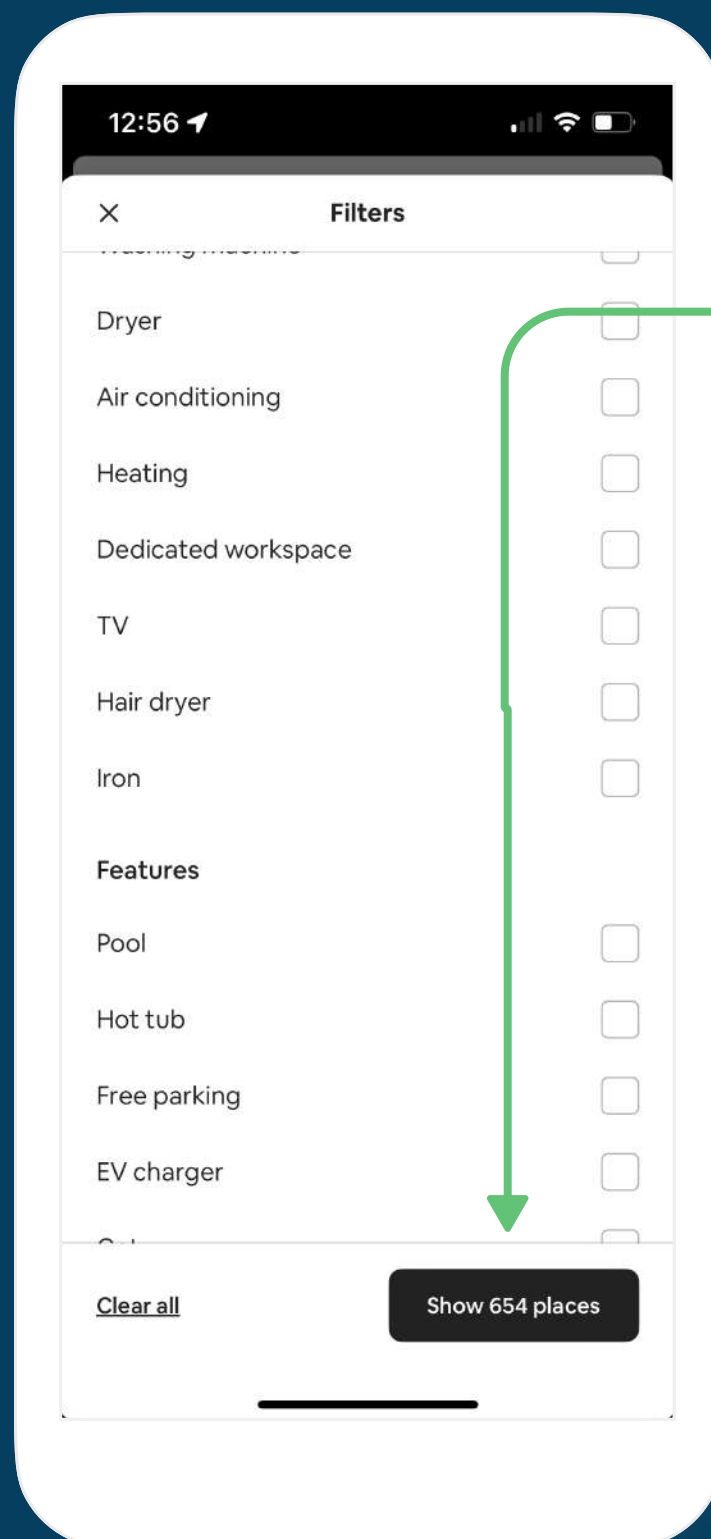 12:56
Filters
Dryer
Air conditioning
Heating
Dedicated workspace
TV
Hair dryer
Iron
Features
Pool
Hot tub
Free parking
EV charger
Clear all
Show 654 places